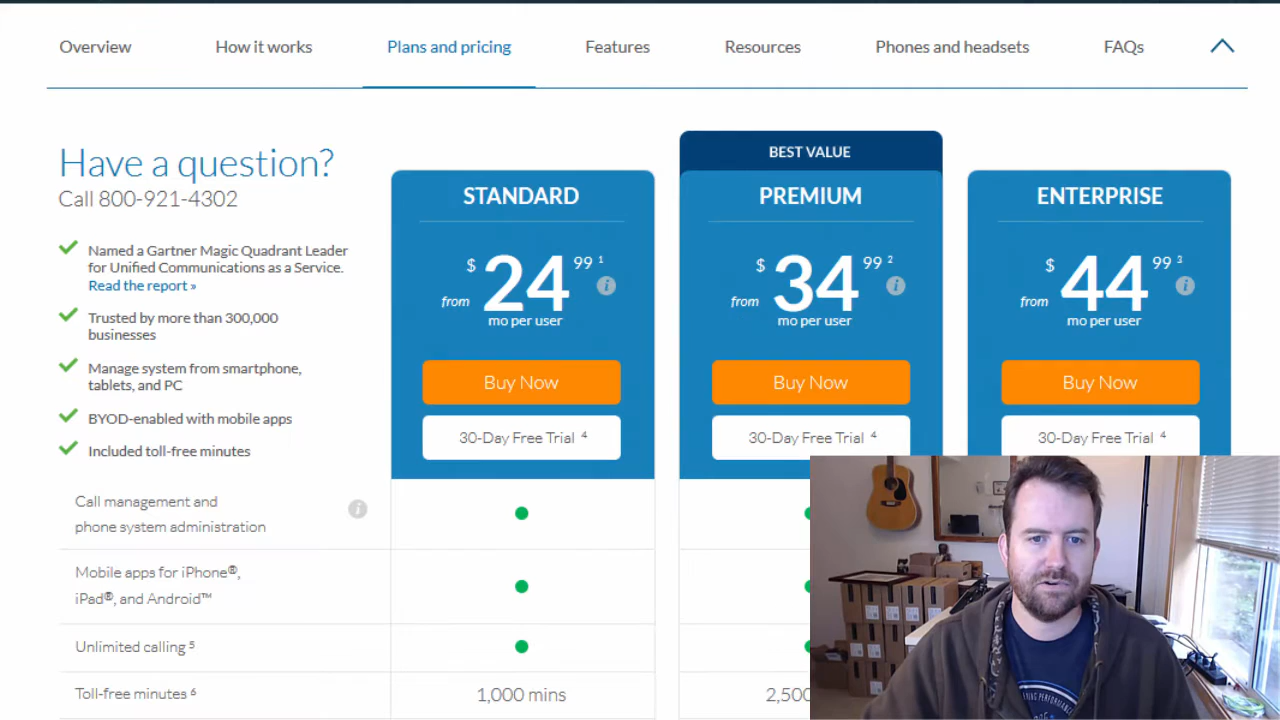 Overview How it works Plans and pricing Features Resources Phones and headsets FAQs
Have a question?
Call 800-921-4302
Named a Gartner Magic Quadrant Leader
for Unified Communications as a Service.
Read the report »
Trusted by more than 300,000
businesses
Manage system from smartphone,
tablets, and PC
BYOD-enabled with mobile apps
Included toll-free minutes
STANDARD
from $24 99 1
mo per user
Buy Now
30-Day Free Trial 4
BEST VALUE
PREMIUM
from $34 99 2
mo per user
Buy Now
30-Day Free Trial 4
ENTERPRISE
from $44 99 3
mo per user
Buy Now
30-Day Free Trial 4
Call management and
phone system administration
Mobile apps for iPhone®,
iPad®, and Android™
Unlimited calling 5
Toll-free minutes 6 1,000 mins 2,500